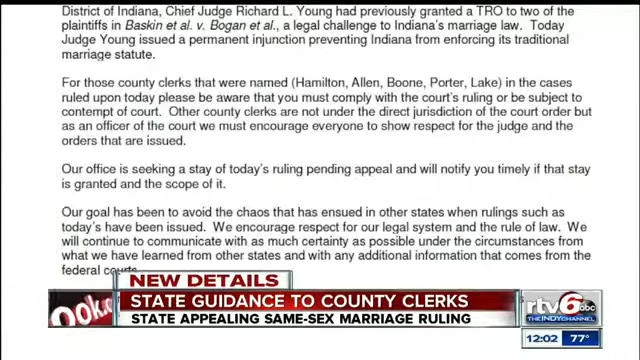 District of Indiana, Chief Judge Richard L. Young had previously granted a TRO to two of the
plaintiffs in Baskin et al. v. Bogan et al., a legal challenge to Indiana's marriage law. Today
Judge Young issued a permanent injunction preventing Indiana from enforcing its traditional
marriage statute.
For those county clerks that were named (Hamilton, Allen, Boone, Porter, Lake) in the cases
ruled upon today please be aware that you must comply with the court's ruling or be subject to
contempt of court. Other county clerks are not under the direct jurisdiction of the court order but
as an officer of the court we must encourage everyone to show respect for the judge and the
orders that are issued.
Our office is seeking a stay of today's ruling pending appeal and will notify you timely if that stay
is granted and the scope of it.
Our goal has been to avoid the chaos that has ensued in other states when rulings such as
today's have been issued. We encourage respect for our legal system and the rule of law. We
will continue to communicate with as much certainty as possible under the circumstances from
what we have learned from other states and with any additional information that comes from the
federal courts.
NEW DETAILS
STATE GUIDANCE TO COUNTY CLERKS
STATE APPEALING SAME-SEX MARRIAGE RULING
rtv6 abc
THEINDYCHANNEL
12:02 77°